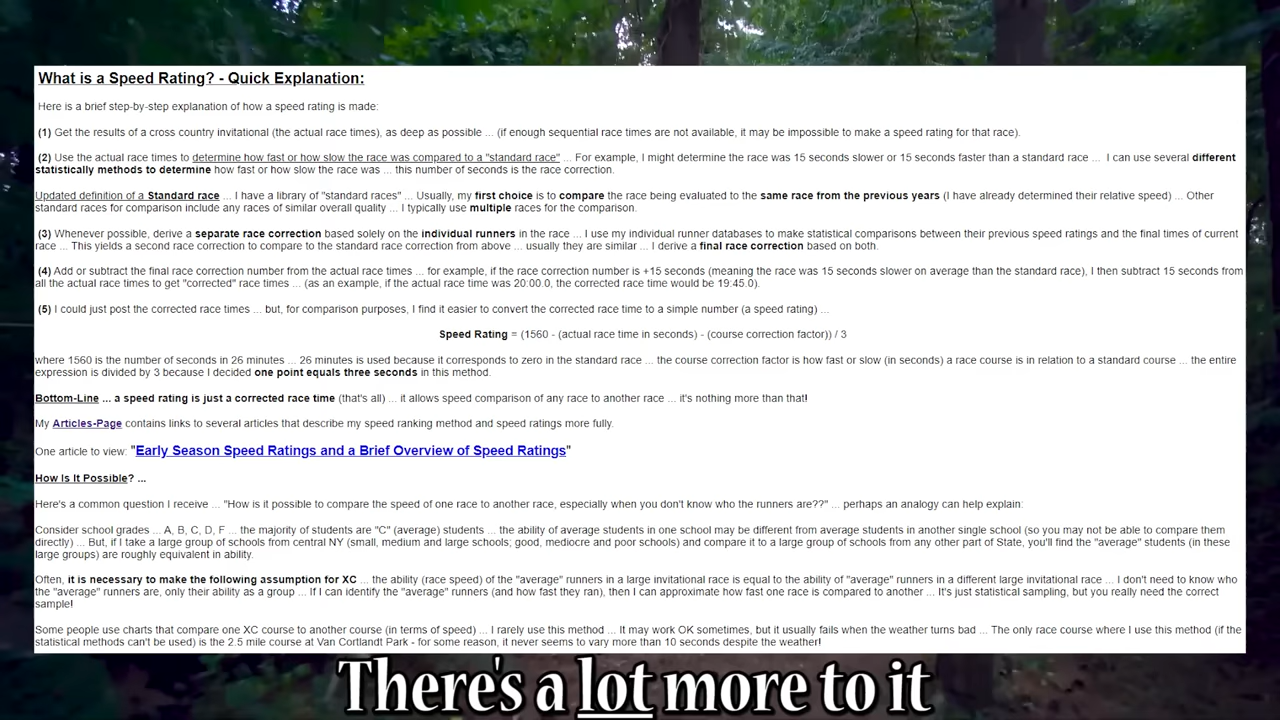 What is a Speed Rating? - Quick Explanation:
Here is a brief step-by-step explanation of how a speed rating is made:
(1) Get the results of a cross country invitational (the actual race times), as deep as possible ... (if enough sequential race times are not available, it may be impossible to make a speed rating for that race).
(2) Use the actual race times to determine how fast or how slow the race was compared to a "standard race" ... For example, I might determine the race was 15 seconds slower or 15 seconds faster than a standard race ... I can use several different
statistically methods to determine how fast or how slow the race was ... this number of seconds is the race correction.
Updated definition of a Standard race ... I have a library of "standard races" ... Usually, my first choice is to compare the race being evaluated to the same race from the previous years (I have already determined their relative speed) ... Other
standard races for comparison include any races of similar overall quality ... I typically use multiple races for the comparison.
(3) Whenever possible, derive a separate race correction based solely on the individual runners in the race ... I use my individual runner databases to make statistical comparisons between their previous speed ratings and the final times of current
race ... This yields a second race correction to compare to the standard race correction from above ... usually they are similar ... I derive a final race correction based on both.
(4) Add or subtract the final race correction number from the actual race times ... for example, if the race correction number is +15 seconds (meaning the race was 15 seconds slower on average than the standard race), I then subtract 15 seconds from
all the actual race times to get "corrected" race times ... (as an example, if the actual race time was 20:00.0, the corrected race time would be 19:45.0).
(5) I could just post the corrected race times ... but, for comparison purposes, I find it easier to convert the corrected race time to a simple number (a speed rating) ...
Speed Rating = (1560 - (actual race time in seconds) - (course correction factor)) / 3
where 1560 is the number of seconds in 26 minutes ... 26 minutes is used because it corresponds to zero in the standard race ... the course correction factor is how fast or slow (in seconds) a race course is in relation to a standard course ... the entire
expression is divided by 3 because I decided one point equals three seconds in this method.
Bottom-Line ... a speed rating is just a corrected race time (that's all) ... it allows speed comparison of any race to another race ... it's nothing more than that!
My Articles-Page contains links to several articles that describe my speed ranking method and speed ratings more fully.
One article to view: "Early Season Speed Ratings and a Brief Overview of Speed Ratings"
How Is It Possible? ...
Here's a common question I receive ... "How is it possible to compare the speed of one race to another race, especially when you don't know who the runners are??" ... perhaps an analogy can help explain:
Consider school grades ... A, B, C, D, F ... the majority of students are "C" (average) students ... the ability of average students in one school may be different from average students in another single school (so you may not be able to compare them
directly) ... But, if I take a large group of schools from central NY (small, medium and large schools; good, mediocre and poor schools) and compare it to a large group of schools from any other part of State, you'll find the "average" students (in these
large groups) are roughly equivalent in ability.
Often, it is necessary to make the following assumption for XC ... the ability (race speed) of the "average" runners in a large invitational race is equal to the ability of "average" runners in a different large invitational race ... I don't need to know who
the "average" runners are, only their ability as a group ... If I can identify the "average" runners (and how fast they ran), then I can approximate how fast one race is compared to another ... It's just statistical sampling, but you really need the correct
sample!
Some people use charts that compare one XC course to another course (in terms of speed) ... I rarely use this method ... It may work OK sometimes, but it usually fails when the weather turns bad ... The only race course where I use this method (if the
statistical methods can't be used) is the 2.5 mile course at Van Cortland Park - for some reason, it never seems to vary more than 10 seconds despite the weather!
There's a lot more to it